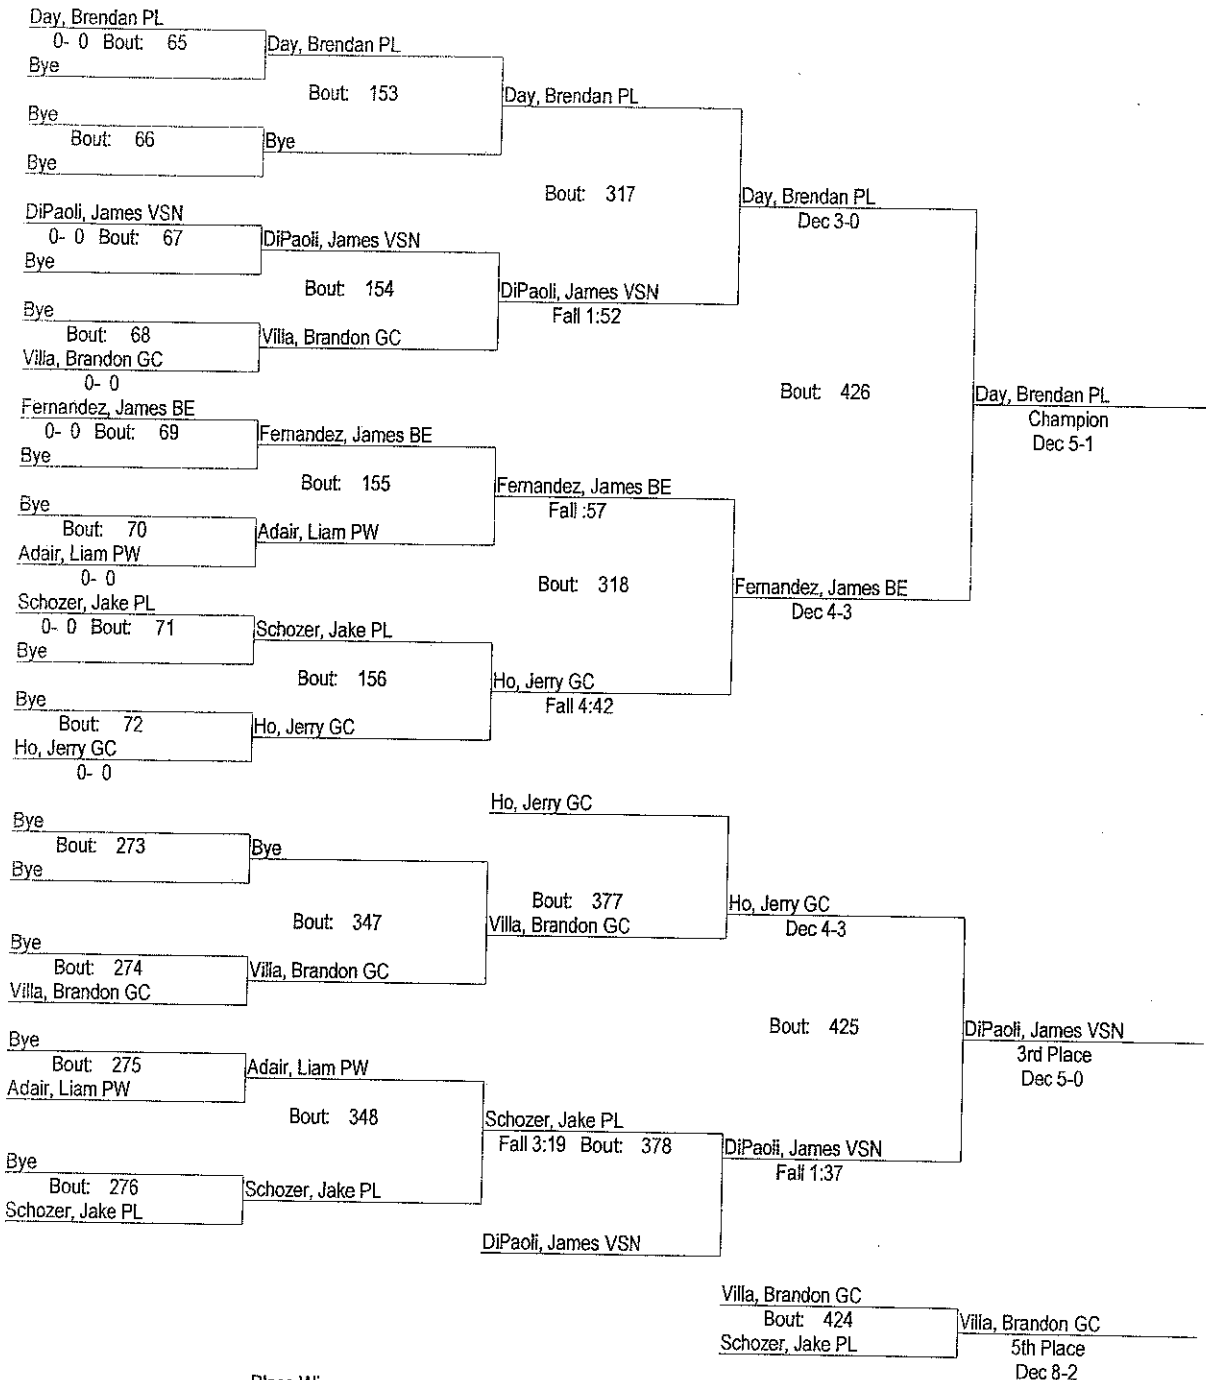 Day, Brendan PL
0- 0 Bout: 65
Bye
Day, Brendan PL
Bout: 153
Bye
Bout: 66
Bye
Bye
Day, Brendan PL
Bout: 317
DiPaoli, James VSN
0- 0 Bout: 67
Bye
DiPaoli, James VSN
Bout: 154
Bye
Bout: 68
Villa, Brandon GC
0- 0
Villa, Brandon GC
DiPaoli, James VSN
Fall 1:52
Day, Brendan PL
Dec 3-0
Bout: 426
Fernandez, James BE
0- 0 Bout: 69
Bye
Fernandez, James BE
Bout: 155
Bye
Bout: 70
Adair, Liam PW
0- 0
Adair, Liam PW
Fernandez, James BE
Fall :57
Bout: 318
Schozer, Jake PL
0- 0 Bout: 71
Bye
Schozer, Jake PL
Bout: 156
Bye
Bout: 72
Ho, Jerry GC
0- 0
Ho, Jerry GC
Ho, Jerry GC
Fall 4:42
Fernandez, James BE
Dec 4-3
Day, Brendan PL
Champion
Dec 5-1
Bye
Bout: 273
Bye
Bye
Bout: 347
Bye
Bout: 274
Villa, Brandon GC
Villa, Brandon GC
Ho, Jerry GC
Bout: 377
Villa, Brandon GC
Ho, Jerry GC
Dec 4-3
Bout: 425
Bye
Bout: 275
Adair, Liam PW
Adair, Liam PW
Bout: 348
Bye
Bout: 276
Schozer, Jake PL
Schozer, Jake PL
Schozer, Jake PL
Fall 3:19 Bout: 378
DiPaoli, James VSN
DiPaoli, James VSN
Fall 1:37
DiPaoli, James VSN
3rd Place
Dec 5-0
Villa, Brandon GC
Bout: 424
Schozer, Jake PL
Villa, Brandon GC
5th Place
Dec 8-2